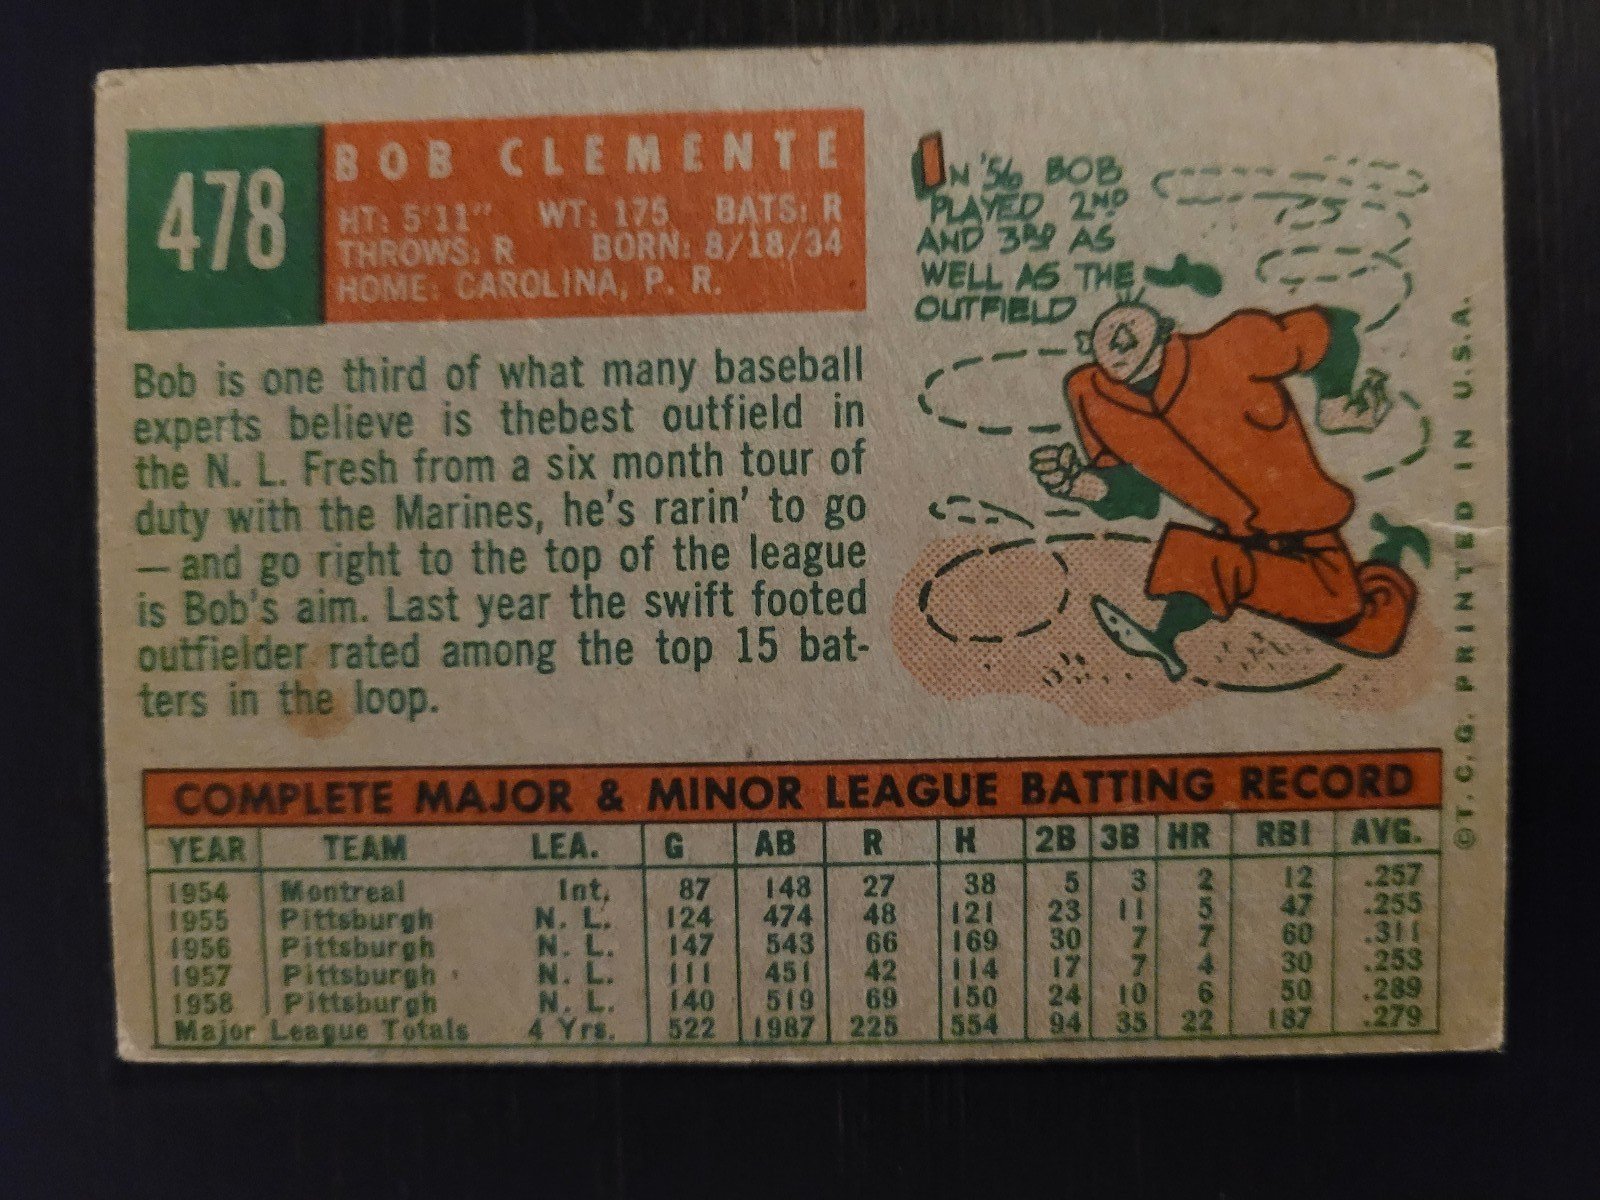 478
BOB CLEMENTE
HT: 5'11" WT: 175 BATS: R
THROWS: R BORN: 8/18/34
HOME: CAROLINA, P. R.
Bob is one third of what many baseball
experts believe is thebest outfield in
the N. L. Fresh from a six month tour of
duty with the Marines, he's rarin' to go
—and go right to the top of the league
is Bob's aim. Last year the swift footed
outfielder rated among the top 15 bat-
ters in the loop.
IN '56 BOB
PLAYED 2ND
AND 3RD AS
WELL AS THE
OUTFIELD
©T.C.G. PRINTED IN U.S.A.
COMPLETE MAJOR & MINOR LEAGUE BATTING RECORD
YEAR TEAM LEA. G AB R H 2B 3B HR RBI AVG.
1954 Montreal Int. 87 148 27 38 5 3 2 12 .257
1955 Pittsburgh N. L. 124 474 48 121 23 11 5 47 .255
1956 Pittsburgh N. L. 147 543 66 169 30 7 7 60 .311
1957 Pittsburgh N. L. 111 451 42 114 17 7 4 30 .253
1958 Pittsburgh N. L. 140 519 69 150 24 10 6 50 .289
Major League Totals 4 Yrs. 522 1987 225 554 94 35 22 187 .279